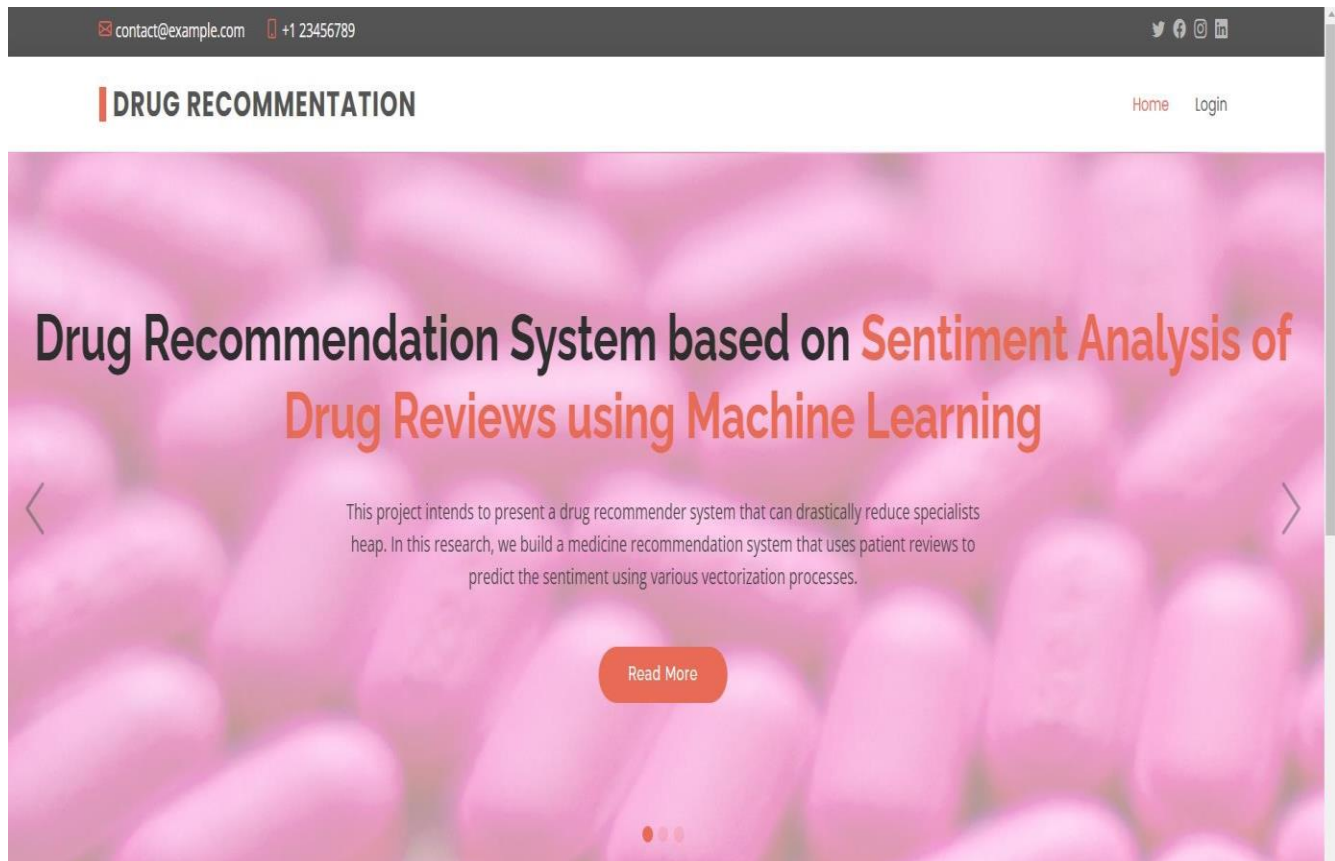 contact@example.com +1 23456789
DRUG RECOMMENTATION
Home Login
Drug Recommendation System based on Sentiment Analysis of
Drug Reviews using Machine Learning
This project intends to present a drug recommender system that can drastically reduce specialists
heap. In this research, we build a medicine recommendation system that uses patient reviews to
predict the sentiment using various vectorization processes.
Read More